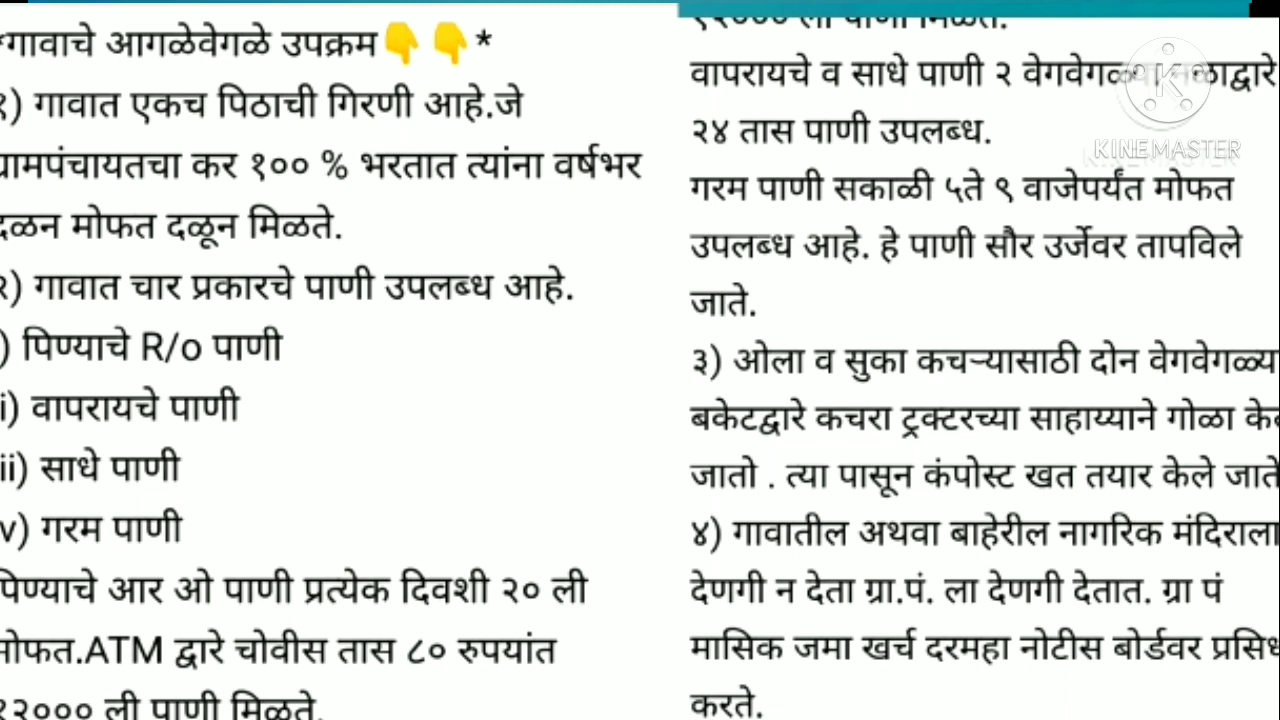 *गावाचे आगळेवेगळे उपक्रम👇👇*
१) गावात एकच पिठाची गिरणी आहे.जे
ग्रामपंचायतचा कर १०० % भरतात त्यांना वर्षभर
दळन मोफत दळून मिळते.
२) गावात चार प्रकारचे पाणी उपलब्ध आहे.
) पिण्याचे R/o पाणी
i) वापरायचे पाणी
ii) साधे पाणी
v) गरम पाणी
पिण्याचे आर ओ पाणी प्रत्येक दिवशी २० ली
मोफत.ATM द्वारे चोवीस तास ८० रुपयांत
१२००० ली पाणी मिळते.
१२००० ली पाणी मिळते.
वापरायचे व साधे पाणी २ वेगवेगळ्या नळाद्वारे
२४ तास पाणी उपलब्ध.
गरम पाणी सकाळी ५ते ९ वाजेपर्यंत मोफत
उपलब्ध आहे. हे पाणी सौर उर्जेवर तापविले
जाते.
३) ओला व सुका कचऱ्यासाठी दोन वेगवेगळ्या
बकेटद्वारे कचरा ट्रक्टरच्या साहाय्याने गोळा
जातो . त्या पासून कंपोस्ट खत तयार केले जाते
४) गावातील अथवा बाहेरील नागरिक मंदिराला
देणगी न देता ग्रा.पं. ला देणगी देतात. ग्रा पं
मासिक जमा खर्च दरमहा नोटीस बोर्डवर प्रसिध
करते.
KINEMASTER